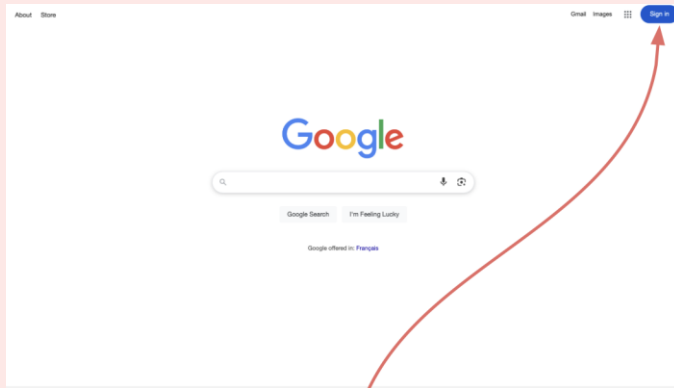 About Store
Gmail Images Sign in
Google
Google Search I'm Feeling Lucky
Google offered in: Français